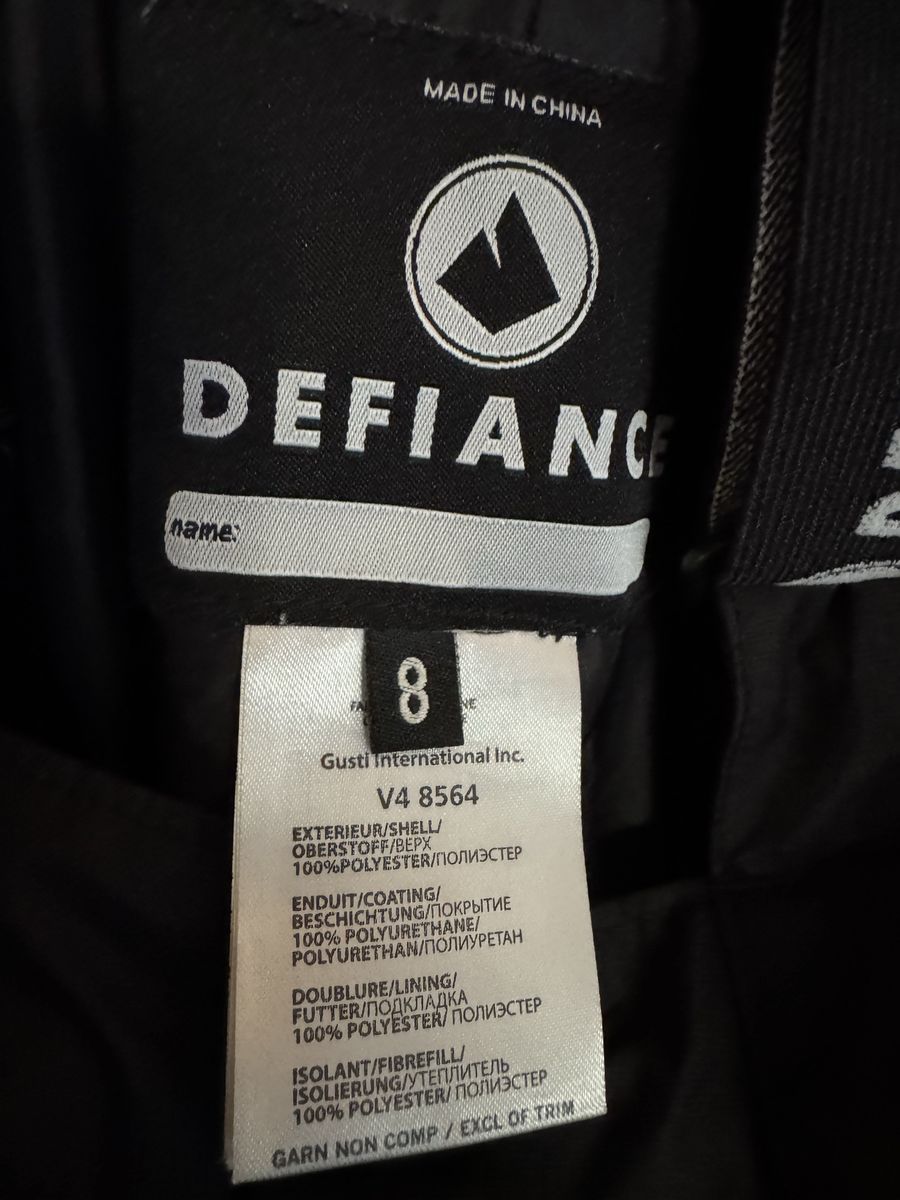 MADE IN CHINA
DEFIANCE
name:
8
Gusti International Inc.
V4 8564
EXTERIEUR/SHELL/
OBERSTOFF/ВЕРХ
100%POLYESTER/ПОЛИЭСТЕР
ENDUIT/COATING/
BESCHICHTUNG/ПОКРЫТИЕ
100% POLYURETHANE/
POLYURETHAN/ПОЛИУРЕТАН
DOUBLURE/LINING/
FUTTER/ПОДКЛАДКА
100% POLYESTER/ ПОЛИЭСТЕР
ISOLANT/FIBREFILL/
ISOLIERUNG/УТЕПЛИТЕЛЬ
100% POLYESTER/ ПОЛИЭСТЕР
GARN NON COMP / EXCL OF TRIM